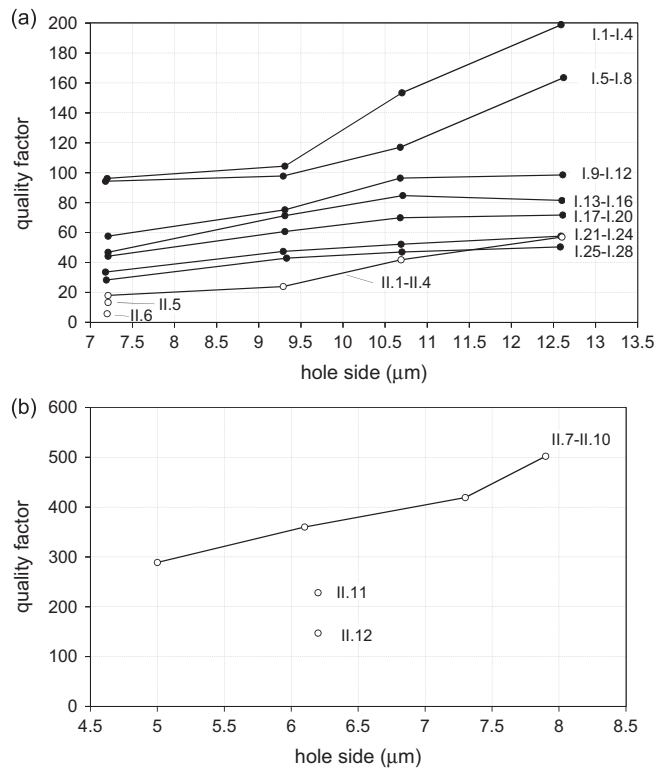 (a)
200
180
160
140
120
100
80
60
40
20
0
quality factor
I.1-I.4
I.5-I.8
I.9-I.12
I.13-I.16
I.17-I.20
I.21-I.24
I.25-I.28
II.1-II.4
II.5
II.6
7 7.5 8 8.5 9 9.5 10 10.5 11 11.5 12 12.5 13 13.5
hole side (μm)
(b)
600
500
400
300
200
100
0
quality factor
II.7-II.10
II.11
II.12
4.5 5 5.5 6 6.5 7 7.5 8 8.5
hole side (μm)